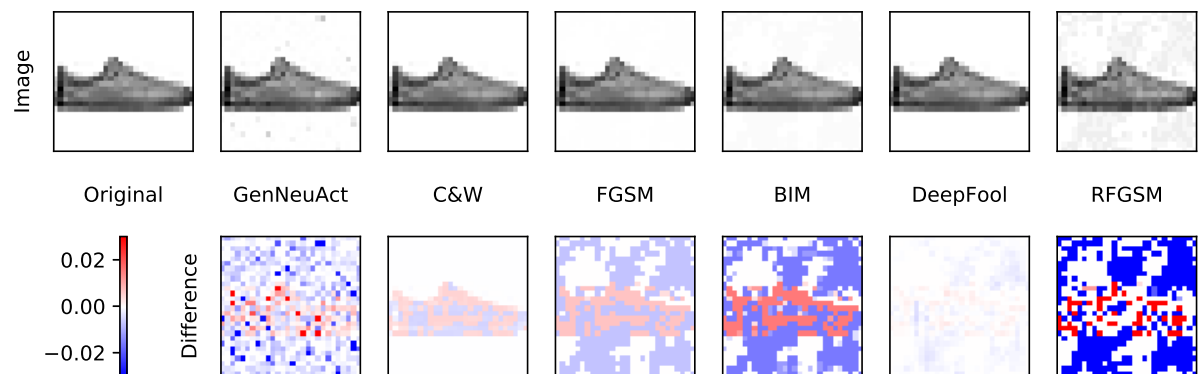 Image
Original GenNeuAct C&W FGSM BIM DeepFool RFGSM
0.02
0.00
−0.02
Difference